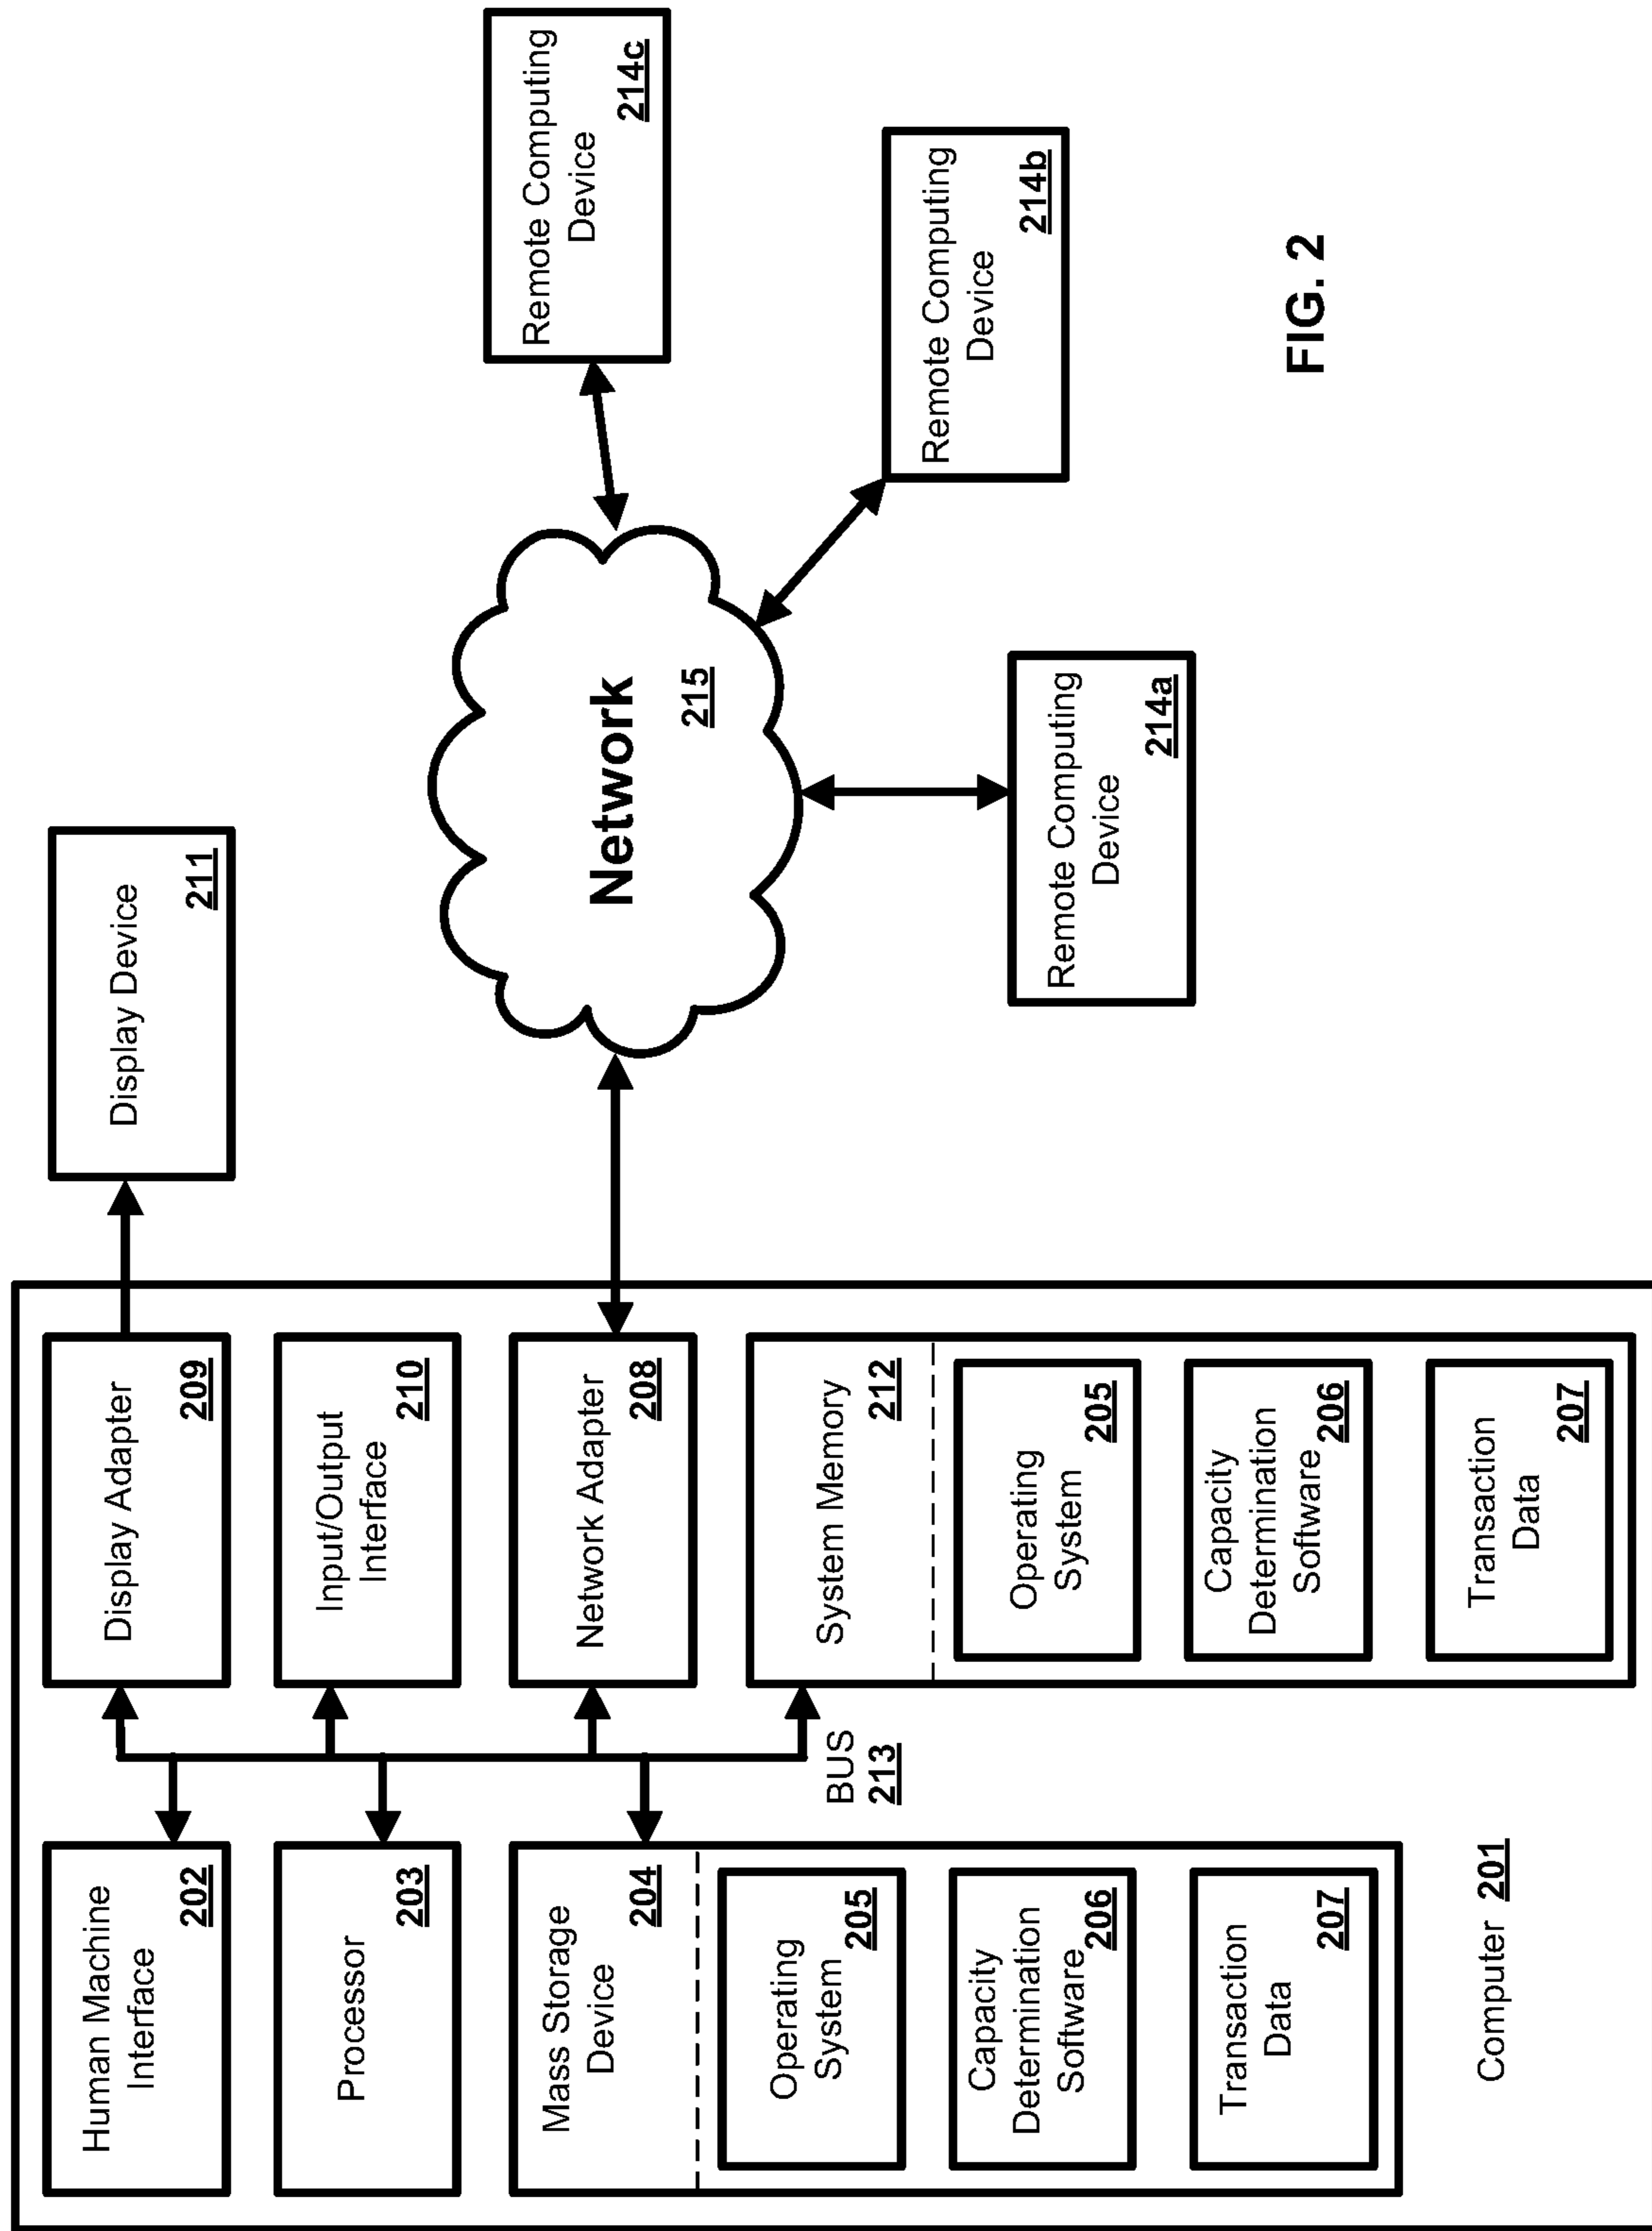 Human Machine
Interface
202
Processor
203
Mass Storage
Device
204
Operating
System
205
Capacity
Determination
Software
206
Transaction
Data
207
Computer 201
BUS
213
Display Adapter
209
Input/Output
Interface
210
Network Adapter
208
System Memory
212
Operating
System
205
Capacity
Determination
Software
206
Transaction
Data
207
Display Device
211
Network
215
Remote Computing
Device
214a
Remote Computing
Device
214b
Remote Computing
Device
214c
FIG. 2